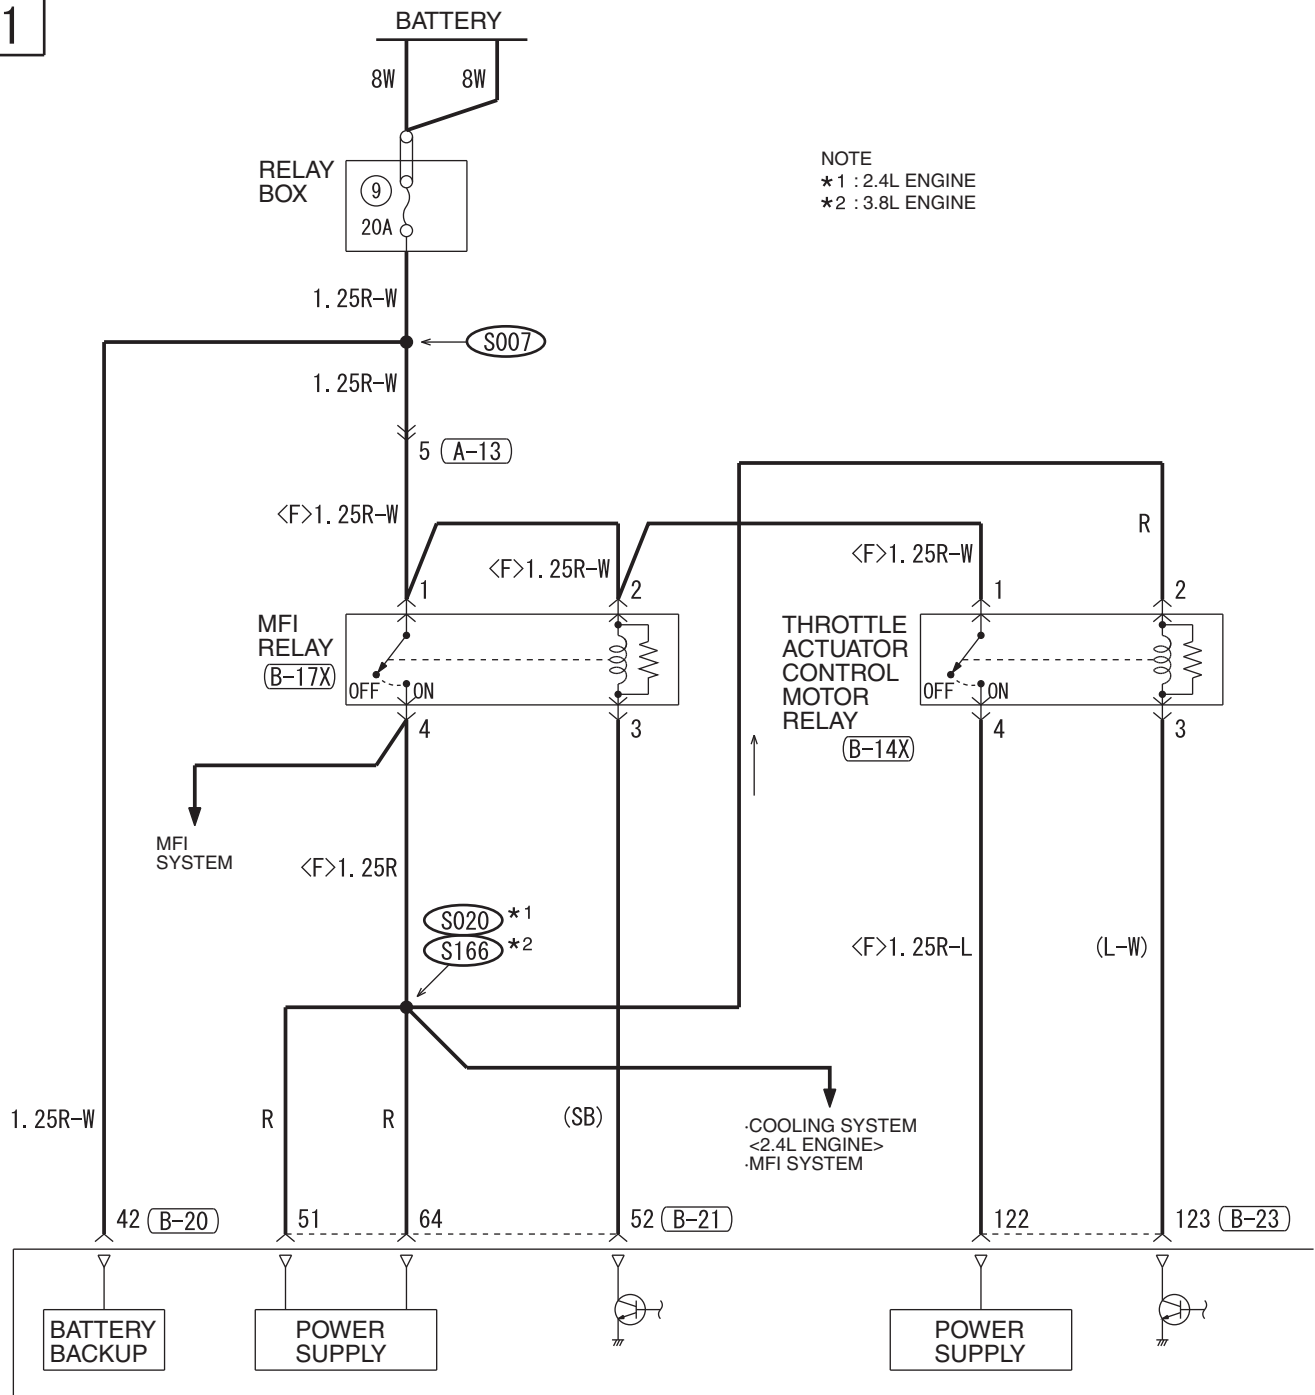 1
BATTERY
8W
8W
RELAY
BOX
9
20A
NOTE
*1 : 2.4L ENGINE
*2 : 3.8L ENGINE
1.25R-W
S007
1.25R-W
5
A-13
<F>1.25R-W
<F>1.25R-W
<F>1.25R-W
R
1
2
1
2
MFI
RELAY
B-17X
OFF
ON
THROTTLE
ACTUATOR
CONTROL
MOTOR
RELAY
B-14X
OFF
ON
4
3
4
3
MFI
SYSTEM
<F>1.25R
S020
*1
S166
*2
<F>1.25R-L
(L-W)
1.25R-W
R
R
(SB)
·COOLING SYSTEM
<2.4L ENGINE>
·MFI SYSTEM
42
B-20
51
64
52
B-21
122
123
B-23
BATTERY
BACKUP
POWER
SUPPLY
POWER
SUPPLY